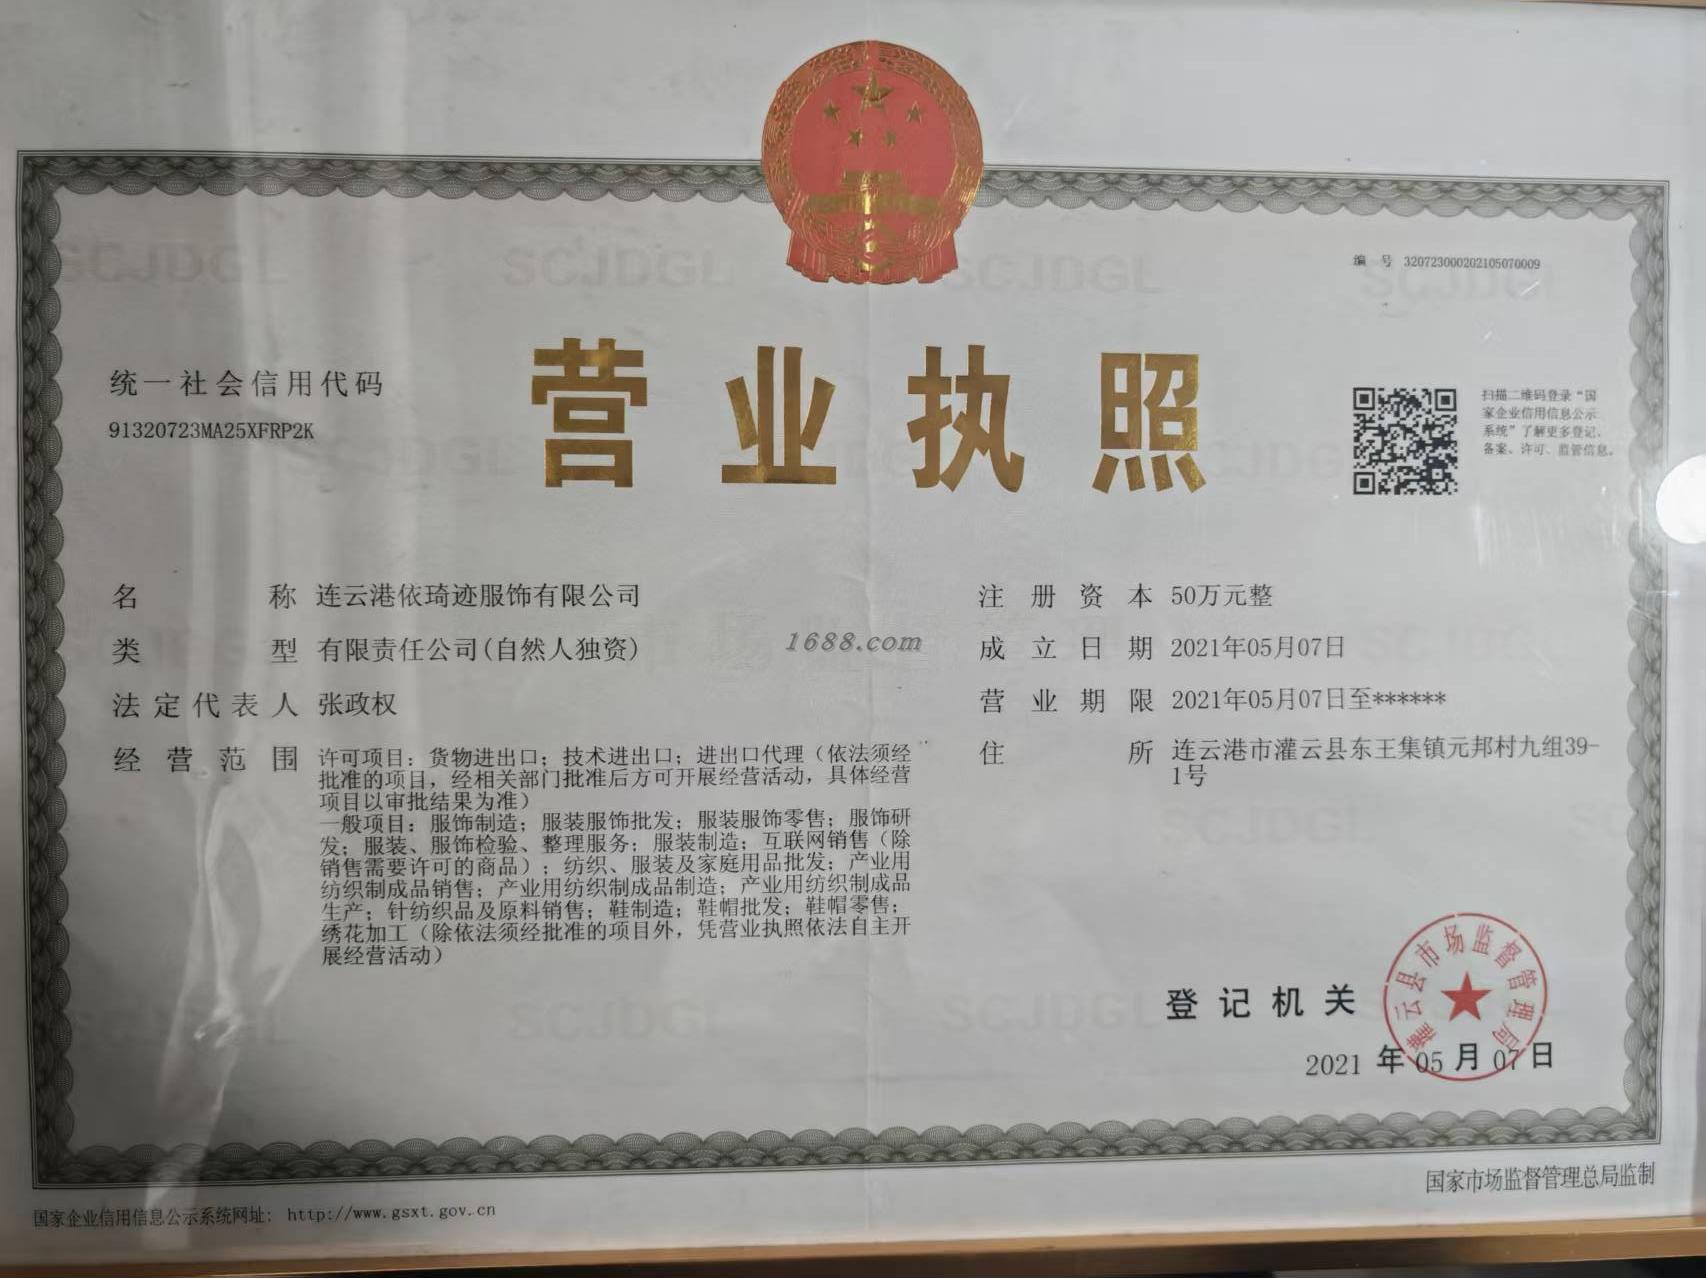 编 号 320723000202105070009
营业执照
统一社会信用代码
91320723MA25XFRP2K
扫描二维码登录“国
家企业信用信息公示
系统”了解更多登记、
备案、许可、监管信息。
名 称 连云港依琦迹服饰有限公司
类 型 有限责任公司(自然人独资)
法定代表人 张政权
经营范围 许可项目：货物进出口；技术进出口；进出口代理（依法须经
批准的项目，经相关部门批准后方可开展经营活动，具体经营
项目以审批结果为准）
一般项目：服饰制造；服装服饰批发；服装服饰零售；服饰研
发；服装、服饰检验、整理服务；服装制造；互联网销售（除
销售需要许可的商品）；纺织、服装及家庭用品批发；产业用
纺织制成品销售；产业用纺织制成品制造；产业用纺织制成品
生产；针纺织品及原料销售；鞋制造；鞋帽批发；鞋帽零售；
绣花加工（除依法须经批准的项目外，凭营业执照依法自主开
展经营活动）
1688.com
注册资本 50万元整
成立日期 2021年05月07日
营业期限 2021年05月07日至******
住 所 连云港市灌云县东王集镇元邦村九组39-
1号
登记机关
灌云县市场监督管理局
2021 年 05 月 07 日
国家企业信用信息公示系统网址: http://www.gsxt.gov.cn
国家市场监督管理总局监制
SCJDGL
SCJDGL
SCJDGL
SCJDGL
SCJDGL
SCJDGL
SCJDGL